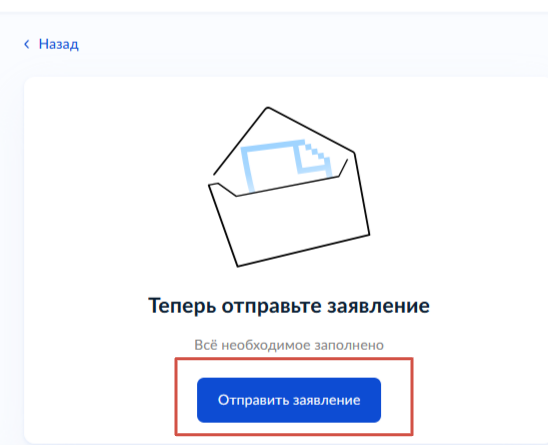 Назад
Теперь отправьте заявление
Всё необходимое заполнено
Отправить заявление